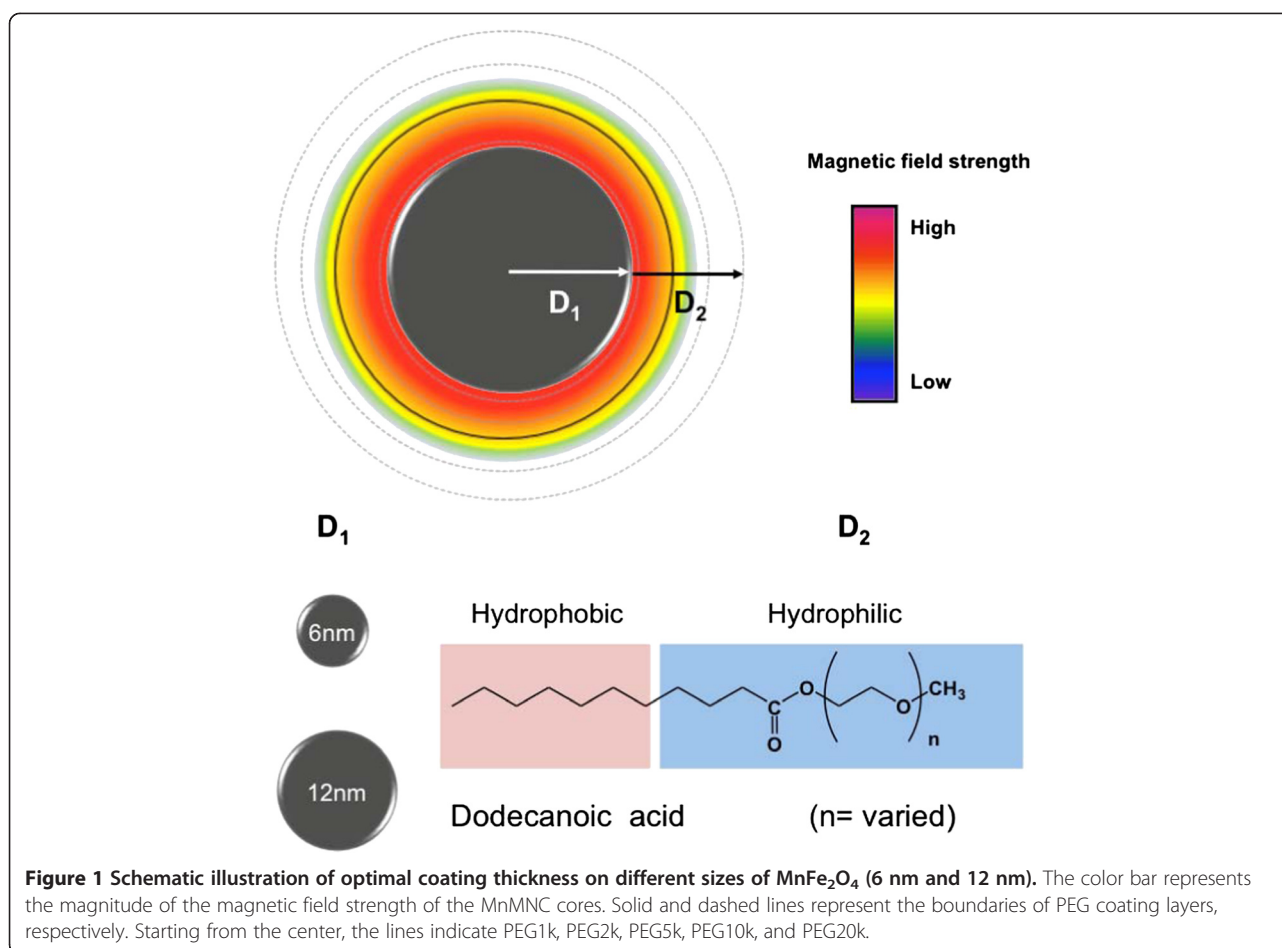 Magnetic field strength
High
Low
D₁
D₂
D₁
D₂
6nm
12nm
Hydrophobic
Hydrophilic
C
O
O
O
CH₃
n
Dodecanoic acid
(n= varied)
Figure 1 Schematic illustration of optimal coating thickness on different sizes of MnFe₂O₄ (6 nm and 12 nm). The color bar represents
the magnitude of the magnetic field strength of the MnMNC cores. Solid and dashed lines represent the boundaries of PEG coating layers,
respectively. Starting from the center, the lines indicate PEG1k, PEG2k, PEG5k, PEG10k, and PEG20k.